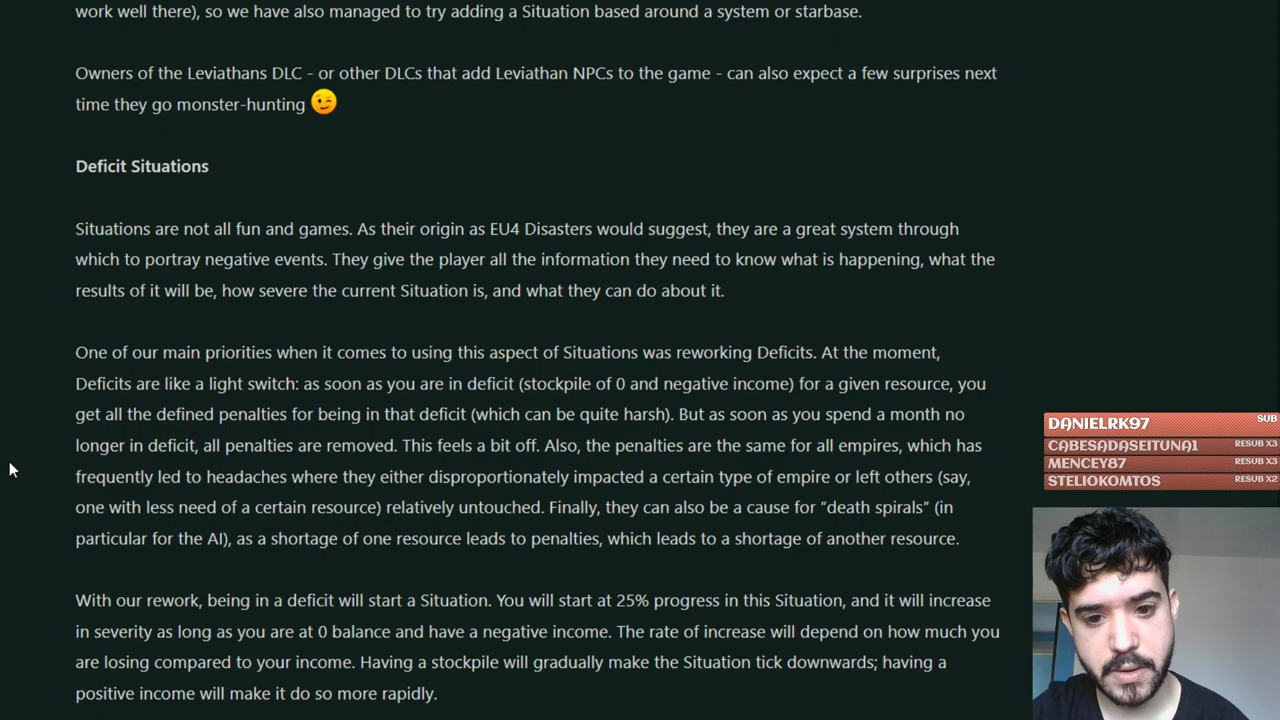 work well there), so we have also managed to try adding a Situation based around a system or starbase.
Owners of the Leviathans DLC - or other DLCs that add Leviathan NPCs to the game - can also expect a few surprises next
time they go monster-hunting 😉
Deficit Situations
Situations are not all fun and games. As their origin as EU4 Disasters would suggest, they are a great system through
which to portray negative events. They give the player all the information they need to know what is happening, what the
results of it will be, how severe the current Situation is, and what they can do about it.
One of our main priorities when it comes to using this aspect of Situations was reworking Deficits. At the moment,
Deficits are like a light switch: as soon as you are in deficit (stockpile of 0 and negative income) for a given resource, you
get all the defined penalties for being in that deficit (which can be quite harsh). But as soon as you spend a month no
longer in deficit, all penalties are removed. This feels a bit off. Also, the penalties are the same for all empires, which has
frequently led to headaches where they either disproportionately impacted a certain type of empire or left others (say,
one with less need of a certain resource) relatively untouched. Finally, they can also be a cause for “death spirals” (in
particular for the AI), as a shortage of one resource leads to penalties, which leads to a shortage of another resource.
With our rework, being in a deficit will start a Situation. You will start at 25% progress in this Situation, and it will increase
in severity as long as you are at 0 balance and have a negative income. The rate of increase will depend on how much you
are losing compared to your income. Having a stockpile will gradually make the Situation tick downwards; having a
positive income will make it do so more rapidly.
DANIELRK97 SUB
CABESADASEITUNA1 RESUB X3
MENCEY87 RESUB X3
STELIOKOMTOS RESUB X2